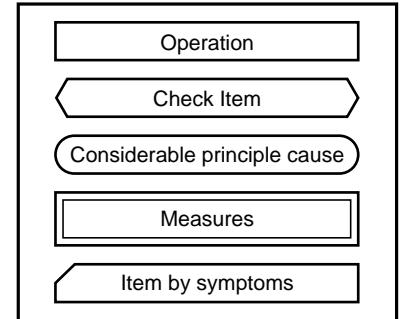 Operation
Check Item
Considerable principle cause
Measures
Item by symptoms